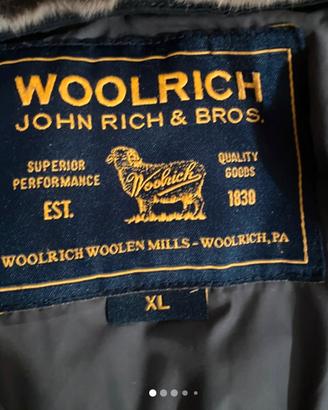 WOOLRICH
JOHN RICH & BROS.
SUPERIOR
PERFORMANCE
EST.
Woolrich
QUALITY
GOODS
1830
WOOLRICH WOOLEN MILLS-WOOLRICH, PA
XL